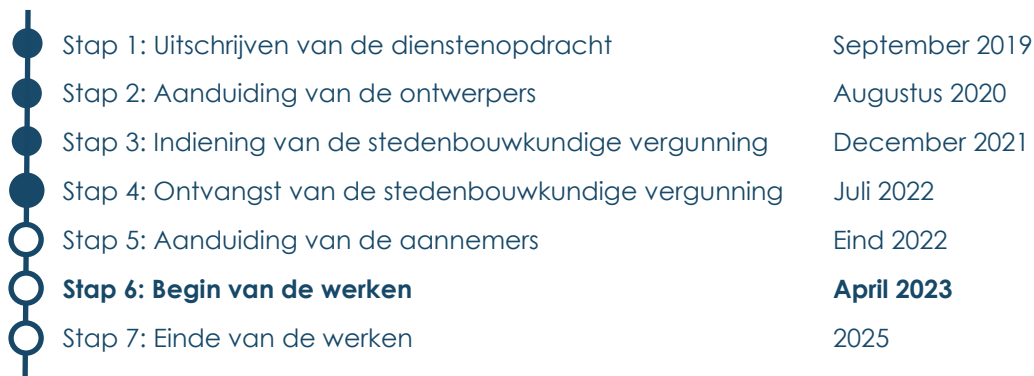 Stap 1: Uitschrijven van de dienstenopdracht September 2019
Stap 2: Aanduiding van de ontwerpers Augustus 2020
Stap 3: Indiening van de stedenbouwkundige vergunning December 2021
Stap 4: Ontvangst van de stedenbouwkundige vergunning Juli 2022
Stap 5: Aanduiding van de aannemers Eind 2022
Stap 6: Begin van de werken April 2023
Stap 7: Einde van de werken 2025